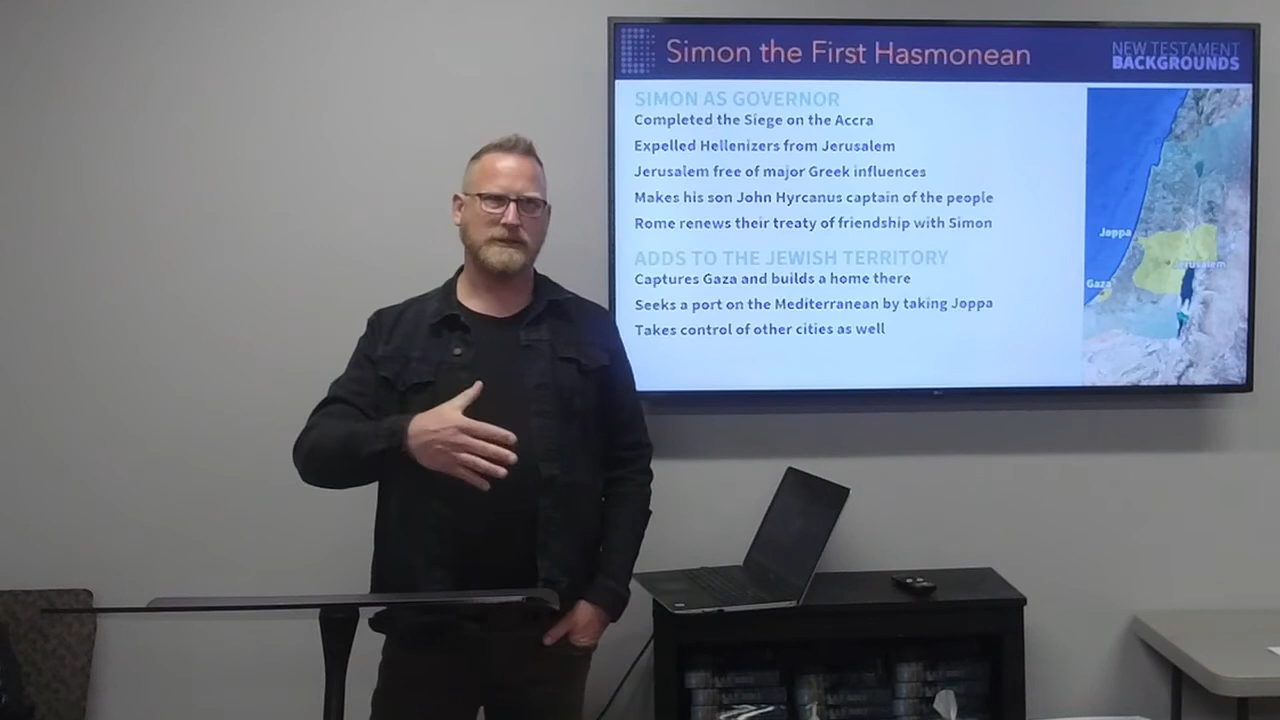 Simon the First Hasmonean
NEW TESTAMENT
BACKGROUNDS
SIMON AS GOVERNOR
Completed the Siege on the Accra
Expelled Hellenizers from Jerusalem
Jerusalem free of major Greek influences
Makes his son John Hyrcanus captain of the people
Rome renews their treaty of friendship with Simon
ADDS TO THE JEWISH TERRITORY
Captures Gaza and builds a home there
Seeks a port on the Mediterranean by taking Joppa
Takes control of other cities as well
Joppa
Jerusalem
Gaza